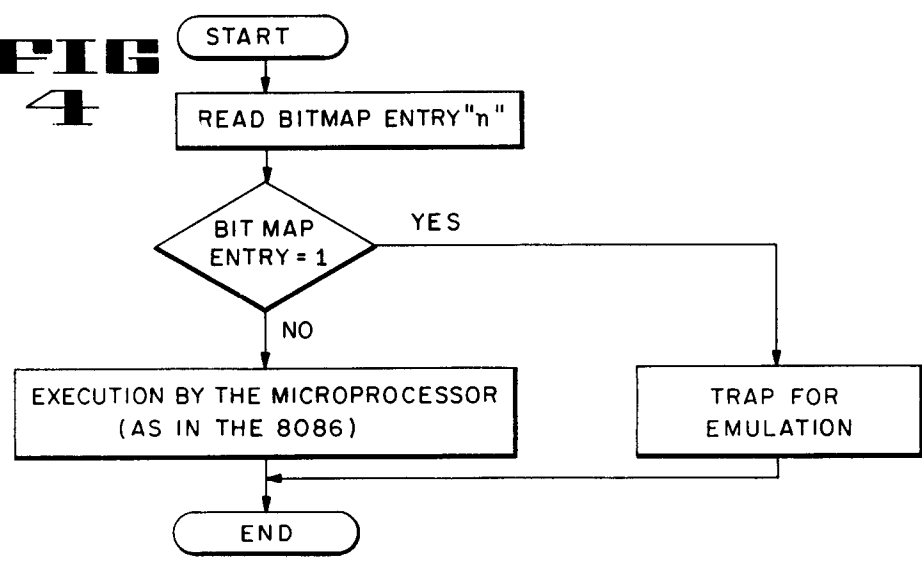 FIG
4
START
READ BITMAP ENTRY "n"
BIT MAP
ENTRY = 1
YES
NO
EXECUTION BY THE MICROPROCESSOR
(AS IN THE 8086)
TRAP FOR
EMULATION
END